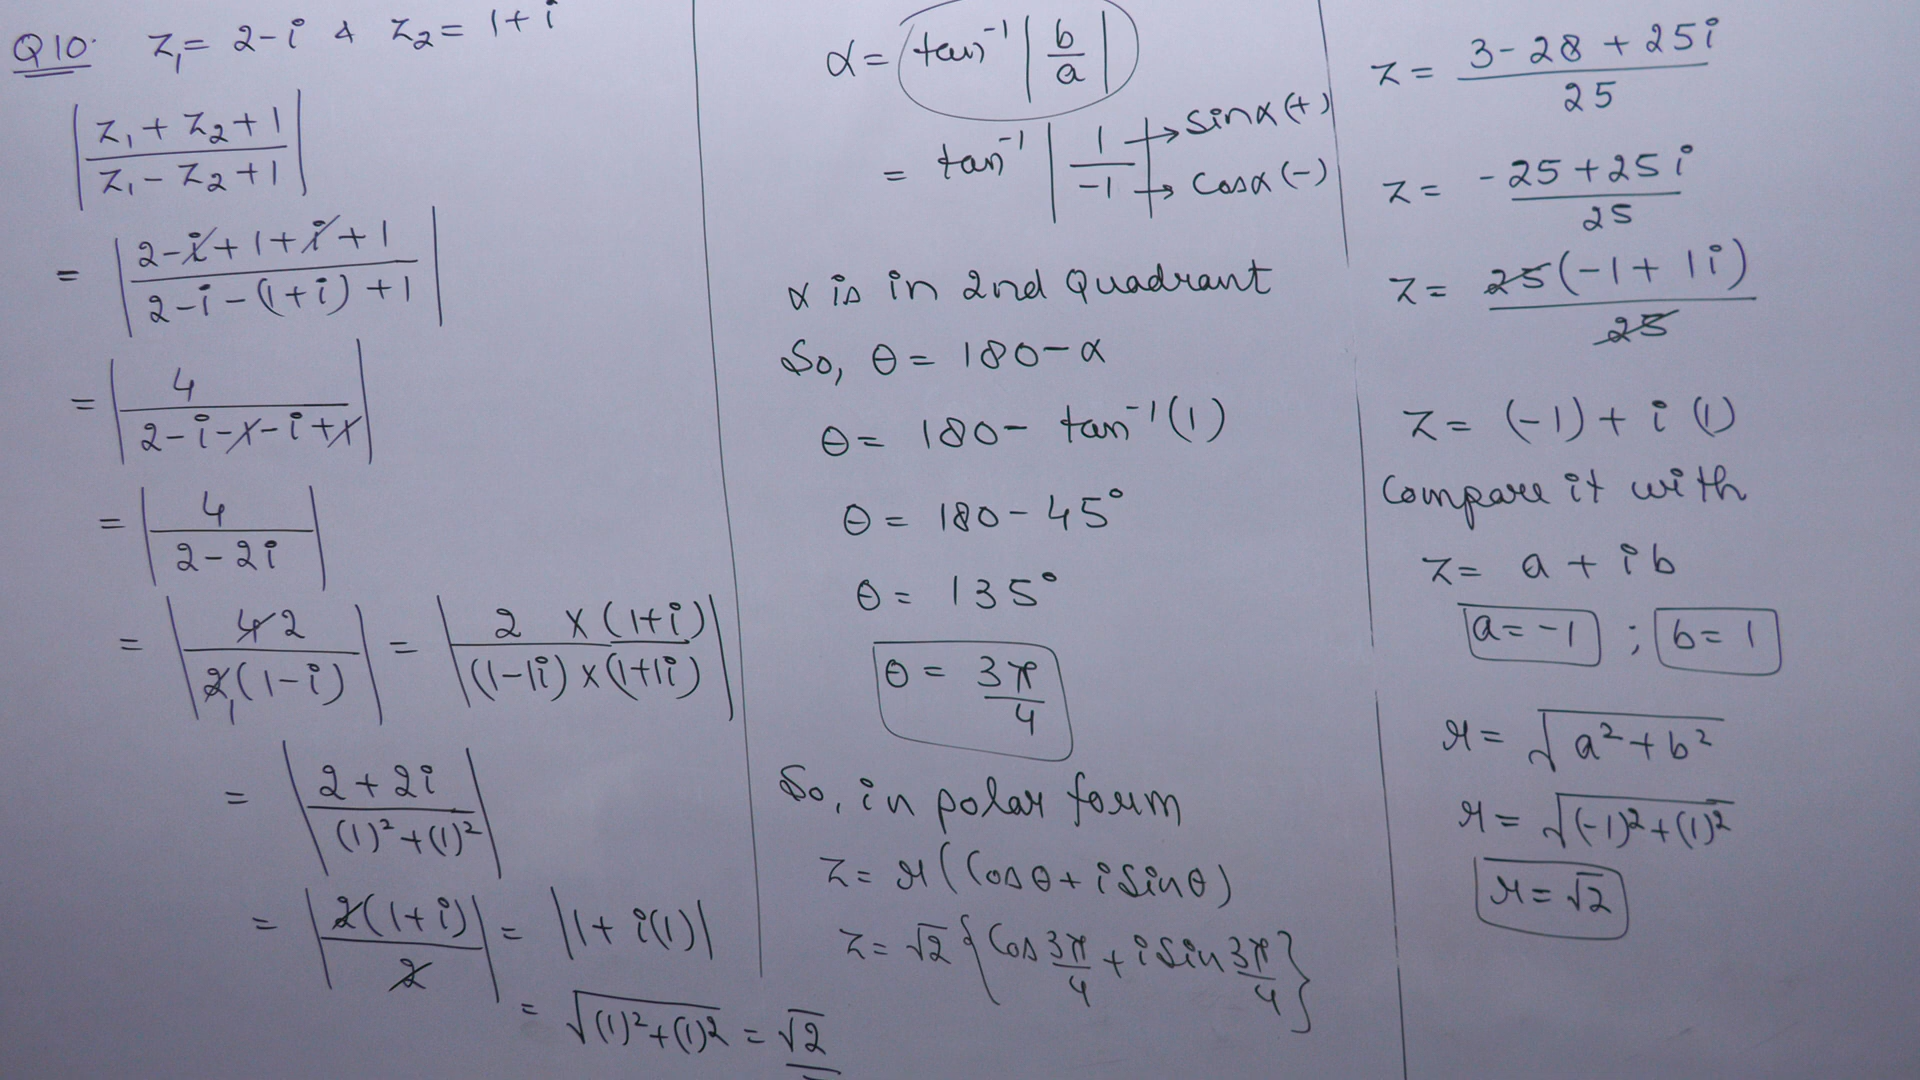 Q10. z₁ = 2-i & z₂ = 1+i
|(z₁ + z₂ + 1)/(z₁ - z₂ + 1)|
= |(2-i+1+i+1)/(2-i-(1+i)+1)|
= |4/(2-i-1-i+1)|
= |4/(2-2i)|
= |4 2/2 1(1-i)| = |2 × (1+i)/(1-1i) × (1+1i)|
= |(2+2i)/((1)²+(1)²)|
= |2(1+i)/2| = |1+i(1)|
= √((1)²+(1)²) = √2
α = tan⁻¹|b/a|
= tan⁻¹|1/-1| → sinα(+) → cosα(-)
α is in 2nd Quadrant
So, θ = 180-α
θ = 180- tan⁻¹(1)
θ = 180-45°
θ = 135°
θ = 3π/4
So, in polar form
z = r(Cosθ + i Sinθ)
z = √2 {Cos 3π/4 + i Sin 3π/4}
z = (3-28+25i)/25
z = (-25+25i)/25
z = 25(-1+1i)/25
z = (-1)+i(1)
Compare it with
z = a+ib
a=-1 ; b=1
r = √(a²+b²)
r = √((-1)²+(1)²)
r = √2